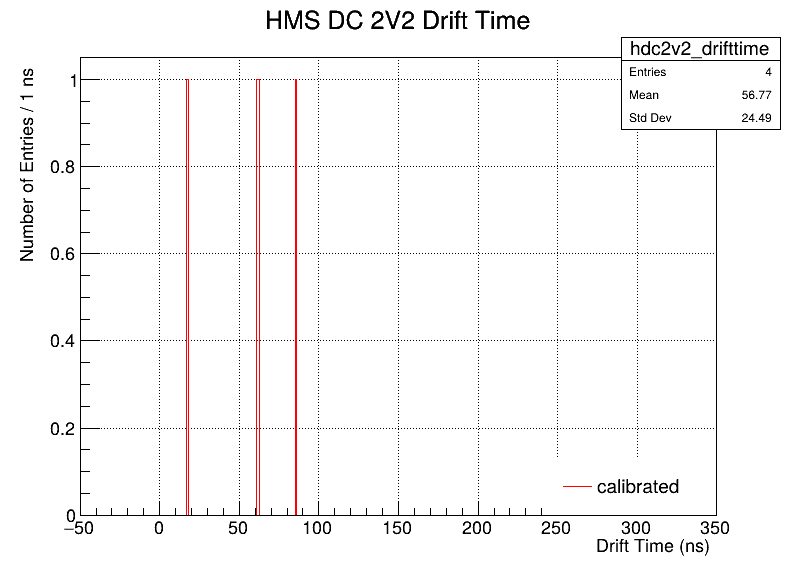 HMS DC 2V2 Drift Time
hdc2v2_drifttime
Entries 4
Mean 56.77
Std Dev 24.49
Number of Entries / 1 ns
1
0.8
0.6
0.4
0.2
0
−50 0 50 100 150 200 250 300 350
calibrated
Drift Time (ns)